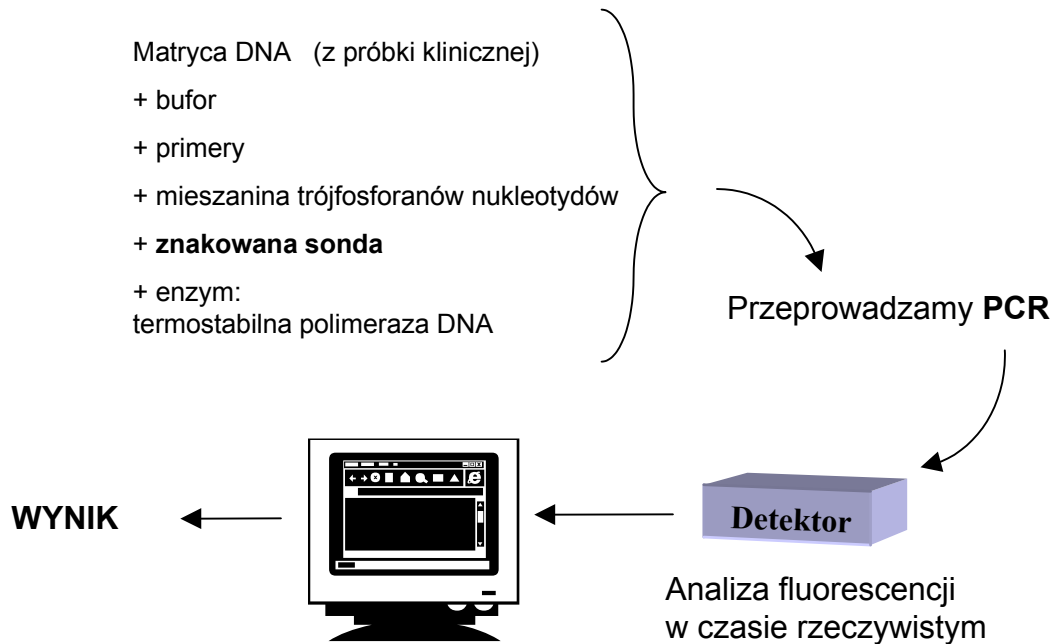 Matryca DNA (z próbki klinicznej)
+ bufor
+ primery
+ mieszanina trójfosforanów nukleotydów
+ znakowana sonda
+ enzym:
termostabilna polimeraza DNA
Przeprowadzamy PCR
Detektor
Analiza fluorescencji
w czasie rzeczywistym
WYNIK